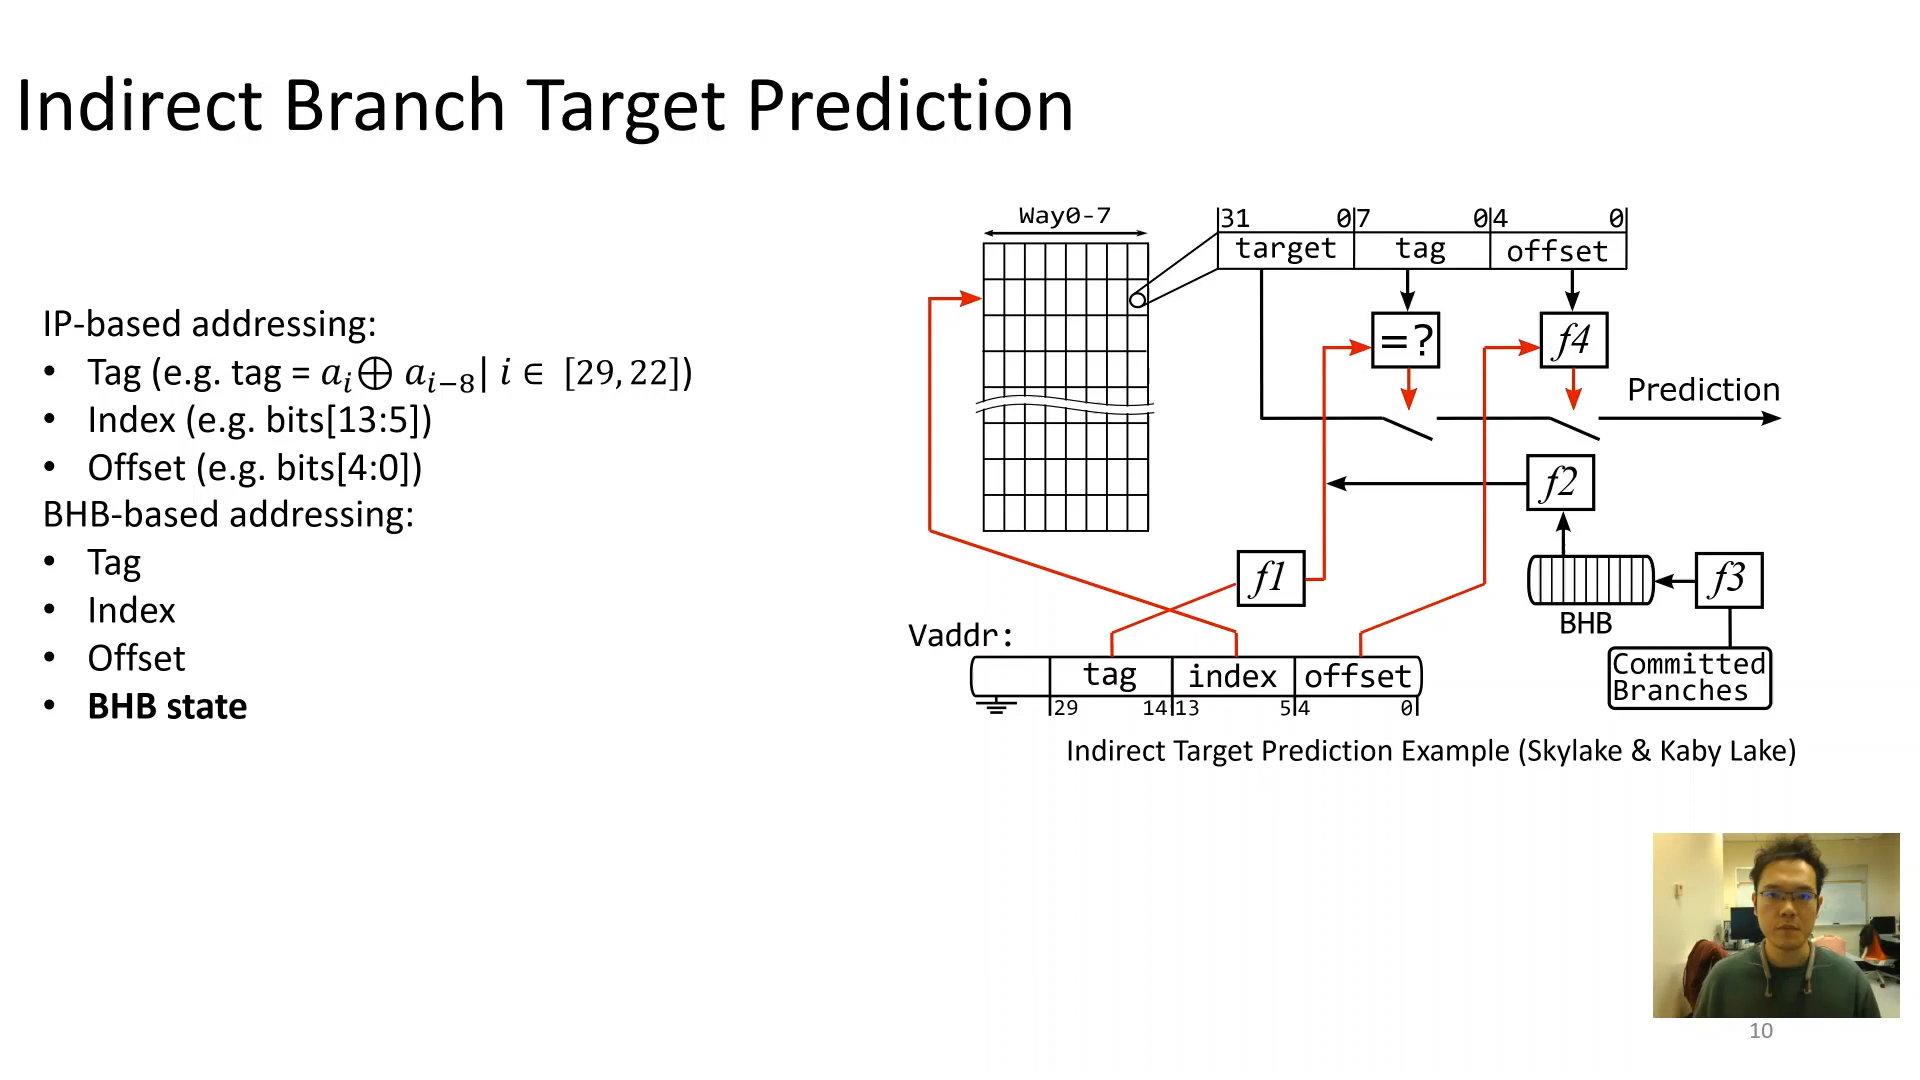 Indirect Branch Target Prediction
IP-based addressing:
• Tag (e.g. tag = 𝑎ᵢ⨁ 𝑎ᵢ₋₈| 𝑖 ∈ [29, 22])
• Index (e.g. bits[13:5])
• Offset (e.g. bits[4:0])
BHB-based addressing:
• Tag
• Index
• Offset
• BHB state
Way0-7
31 0 7 0 4 0
target tag offset
=? f4
Prediction
f2
f1
f3
BHB
Vaddr:
tag index offset
29 14 13 5 4 0
Committed
Branches
Indirect Target Prediction Example (Skylake & Kaby Lake)
10